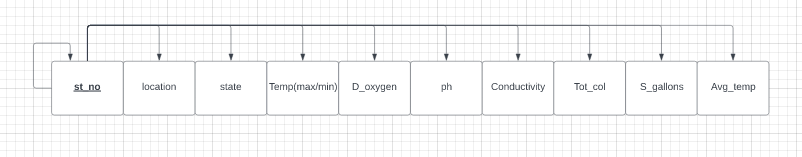 st_no
location
state
Temp(max/min)
D_oxygen
ph
Conductivity
Tot_col
S_gallons
Avg_temp